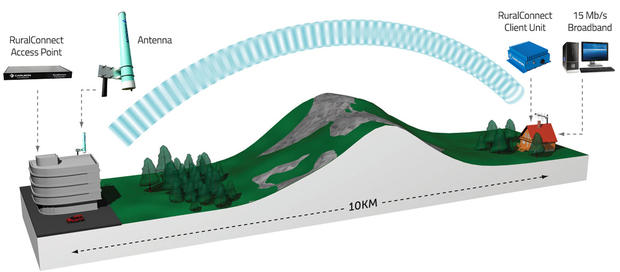 RuralConnect
Access Point
Antenna
RuralConnect
Client Unit
15 Mb/s
Broadband
10KM